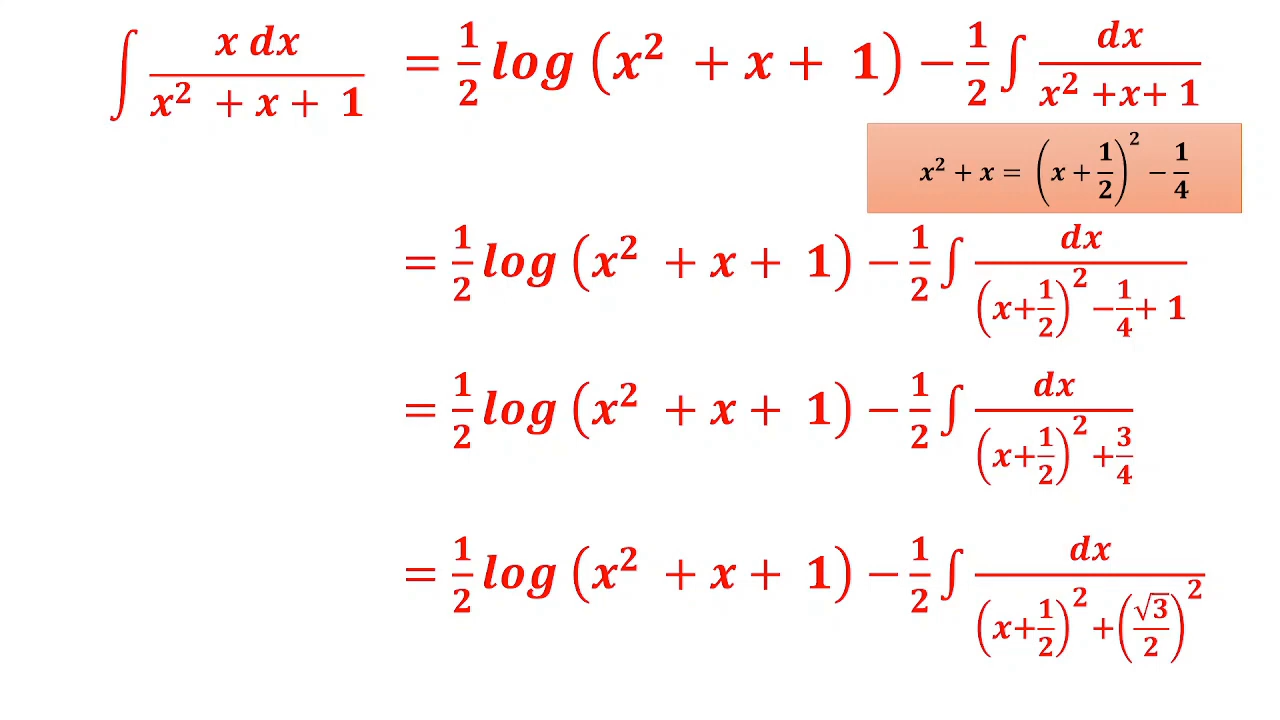 ∫ x dx / (x² + x + 1) = 1/2 log (x² + x + 1) − 1/2 ∫ dx / (x² +x+ 1)
x² + x = (x + 1/2)² − 1/4
= 1/2 log (x² + x + 1) − 1/2 ∫ dx / ((x+1/2)² −1/4+ 1)
= 1/2 log (x² + x + 1) − 1/2 ∫ dx / ((x+1/2)² +3/4)
= 1/2 log (x² + x + 1) − 1/2 ∫ dx / ((x+1/2)² +(√3/2)²)